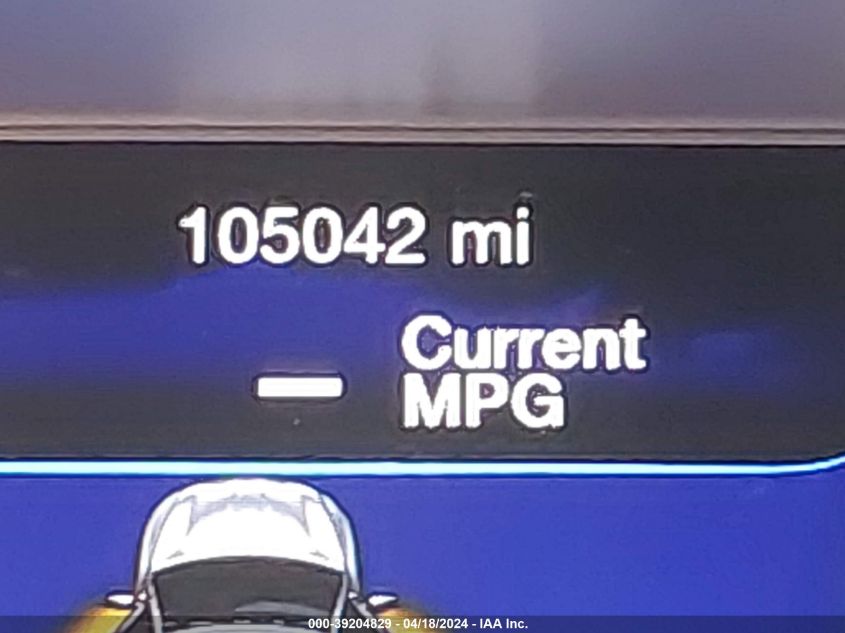 105042 mi
Current
MPG
000-39204829 - 04/18/2024 - IAA Inc.